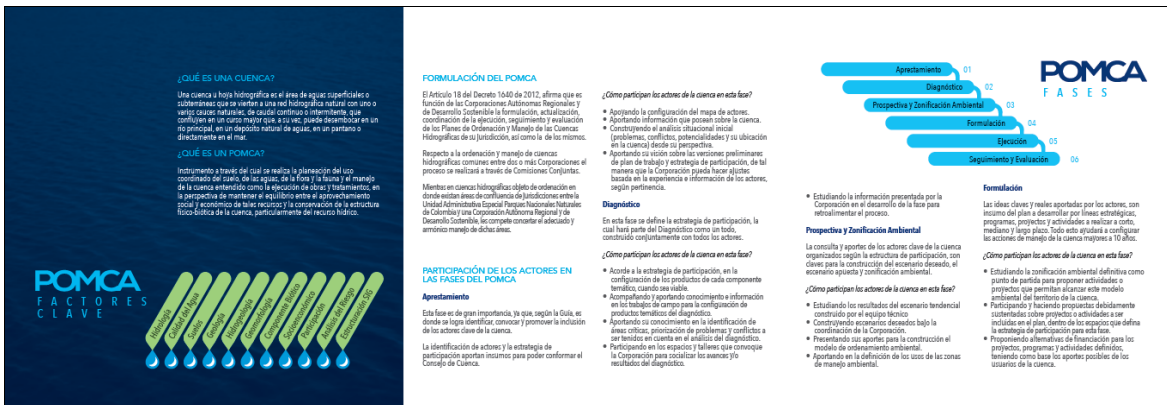 ¿QUÉ ES UNA CUENCA?
Una cuenca u hoya hidrográfica es el área de aguas superficiales o
subterráneas que se vierten a una red hidrográfica natural con uno o
varios cauces naturales, de caudal continuo o intermitente, que
confluyen en un curso mayor que, a su vez, puede desembocar en un
río principal, en un depósito natural de aguas, en un pantano o
directamente en el mar.
¿QUÉ ES UN POMCA?
Instrumento a través del cual se realiza la planeación del uso
coordinado del suelo, de las aguas, de la flora y la fauna y el manejo
de la cuenca entendido como la ejecución de obras y tratamientos, en
la perspectiva de mantener el equilibrio entre el aprovechamiento
social y económico de tales recursos y la conservación de la estructura
físico-biótica de la cuenca, particularmente del recurso hídrico.
POMCA
FACTORES
CLAVE
Hidrología
Calidad del Agua
Suelos
Geología
Hidrogeología
Geomorfología
Componente Biótico
Socioeconómico
Participación
Análisis del Riesgo
Estructuración SIG
FORMULACIÓN DEL POMCA
El Artículo 18 del Decreto 1640 de 2012, afirma que es
función de las Corporaciones Autónomas Regionales y
de Desarrollo Sostenible la formulación, actualización,
coordinación de la ejecución, seguimiento y evaluación
de los Planes de Ordenación y Manejo de las Cuencas
Hidrográficas de su Jurisdicción, así como la de los mismos.
Respecto a la ordenación y manejo de cuencas
hidrográficas comunes entre dos o más Corporaciones el
proceso se realizará a través de Comisiones Conjuntas.
Mientras en cuencas hidrográficas objeto de ordenación en
donde existan áreas de confluencia de Jurisdicciones entre la
Unidad Administrativa Espacial Parques Nacionales Naturales
de Colombia y una Corporación Autónoma Regional y de
Desarrollo Sostenible, les compete concertar el adecuado y
armónico manejo de dichas áreas.
PARTICIPACIÓN DE LOS ACTORES EN
LAS FASES DEL POMCA
Aprestamiento
Esta fase es de gran importancia, ya que, según la Guía, es
donde se logra identificar, convocar y promover la inclusión
de los actores clave de la cuenca.
La identificación de actores y la estrategia de
participación aportan insumos para poder conformar el
Consejo de Cuenca.
¿Cómo participan los actores de la cuenca en esta fase?
• Apoyando la configuración del mapa de actores.
• Aportando información que poseen sobre la cuenca.
• Construyendo el análisis situacional inicial
(problemas, conflictos, potencialidades y su ubicación
en la cuenca) desde su perspectiva.
• Aportando su visión sobre las versiones preliminares
de plan de trabajo y estrategia de participación, de tal
manera que la Corporación pueda hacer ajustes
basada en la experiencia e información de los actores,
según pertinencia.
Diagnóstico
En esta fase se define la estrategia de participación, la
cual hará parte del Diagnóstico como un todo,
construido conjuntamente con todos los actores.
¿Cómo participan los actores de la cuenca en esta fase?
• Acorde a la estrategia de participación, en la
configuración de los productos de cada componente
temático, cuando sea viable.
• Acompañando y aportando conocimiento e información
en los trabajos de campo para la configuración de
productos temáticos del diagnóstico.
• Aportando su conocimiento en la identificación de
áreas críticas, priorización de problemas y conflictos a
ser tenidos en cuenta en el análisis del diagnóstico.
• Participando en los espacios y talleres que convoque
la Corporación para socializar los avances y/o
resultados del diagnóstico.
Aprestamiento 01
Diagnóstico 02
Prospectiva y Zonificación Ambiental 03
Formulación 04
Ejecución 05
Seguimiento y Evaluación 06
POMCA
FASES
• Estudiando la información presentada por la
Corporación en el desarrollo de la fase para
retroalimentar el proceso.
Prospectiva y Zonificación Ambiental
La consulta y aportes de los actores clave de la cuenca
organizados según la estructura de participación, son
claves para la construcción del escenario deseado, el
escenario apuesta y zonificación ambiental.
¿Cómo participan los actores de la cuenca en esta fase?
• Estudiando los resultados del escenario tendencial
construido por el equipo técnico
• Construyendo escenarios deseados bajo la
coordinación de la Corporación.
• Presentando sus aportes para la construcción el
modelo de ordenamiento ambiental.
• Aportando en la definición de los usos de las zonas
de manejo ambiental.
Formulación
Las ideas claves y reales aportadas por los actores, son
insumo del plan a desarrollar por líneas estratégicas,
programas, proyectos y actividades a realizar a corto,
mediano y largo plazo. Todo esto ayudará a configurar
las acciones de manejo de la cuenca mayores a 10 años.
¿Cómo participan los actores de la cuenca en esta fase?
• Estudiando la zonificación ambiental definitiva como
punto de partida para proponer actividades o
proyectos que permitan alcanzar este modelo
ambiental del territorio de la cuenca.
• Participando y haciendo propuestas debidamente
sustentadas sobre proyectos o actividades a ser
incluidas en el plan, dentro de los espacios que defina
la estrategia de participación para esta fase.
• Proponiendo alternativas de financiación para los
proyectos, programas y actividades definidos,
teniendo como base los aportes posibles de los
usuarios de la cuenca.